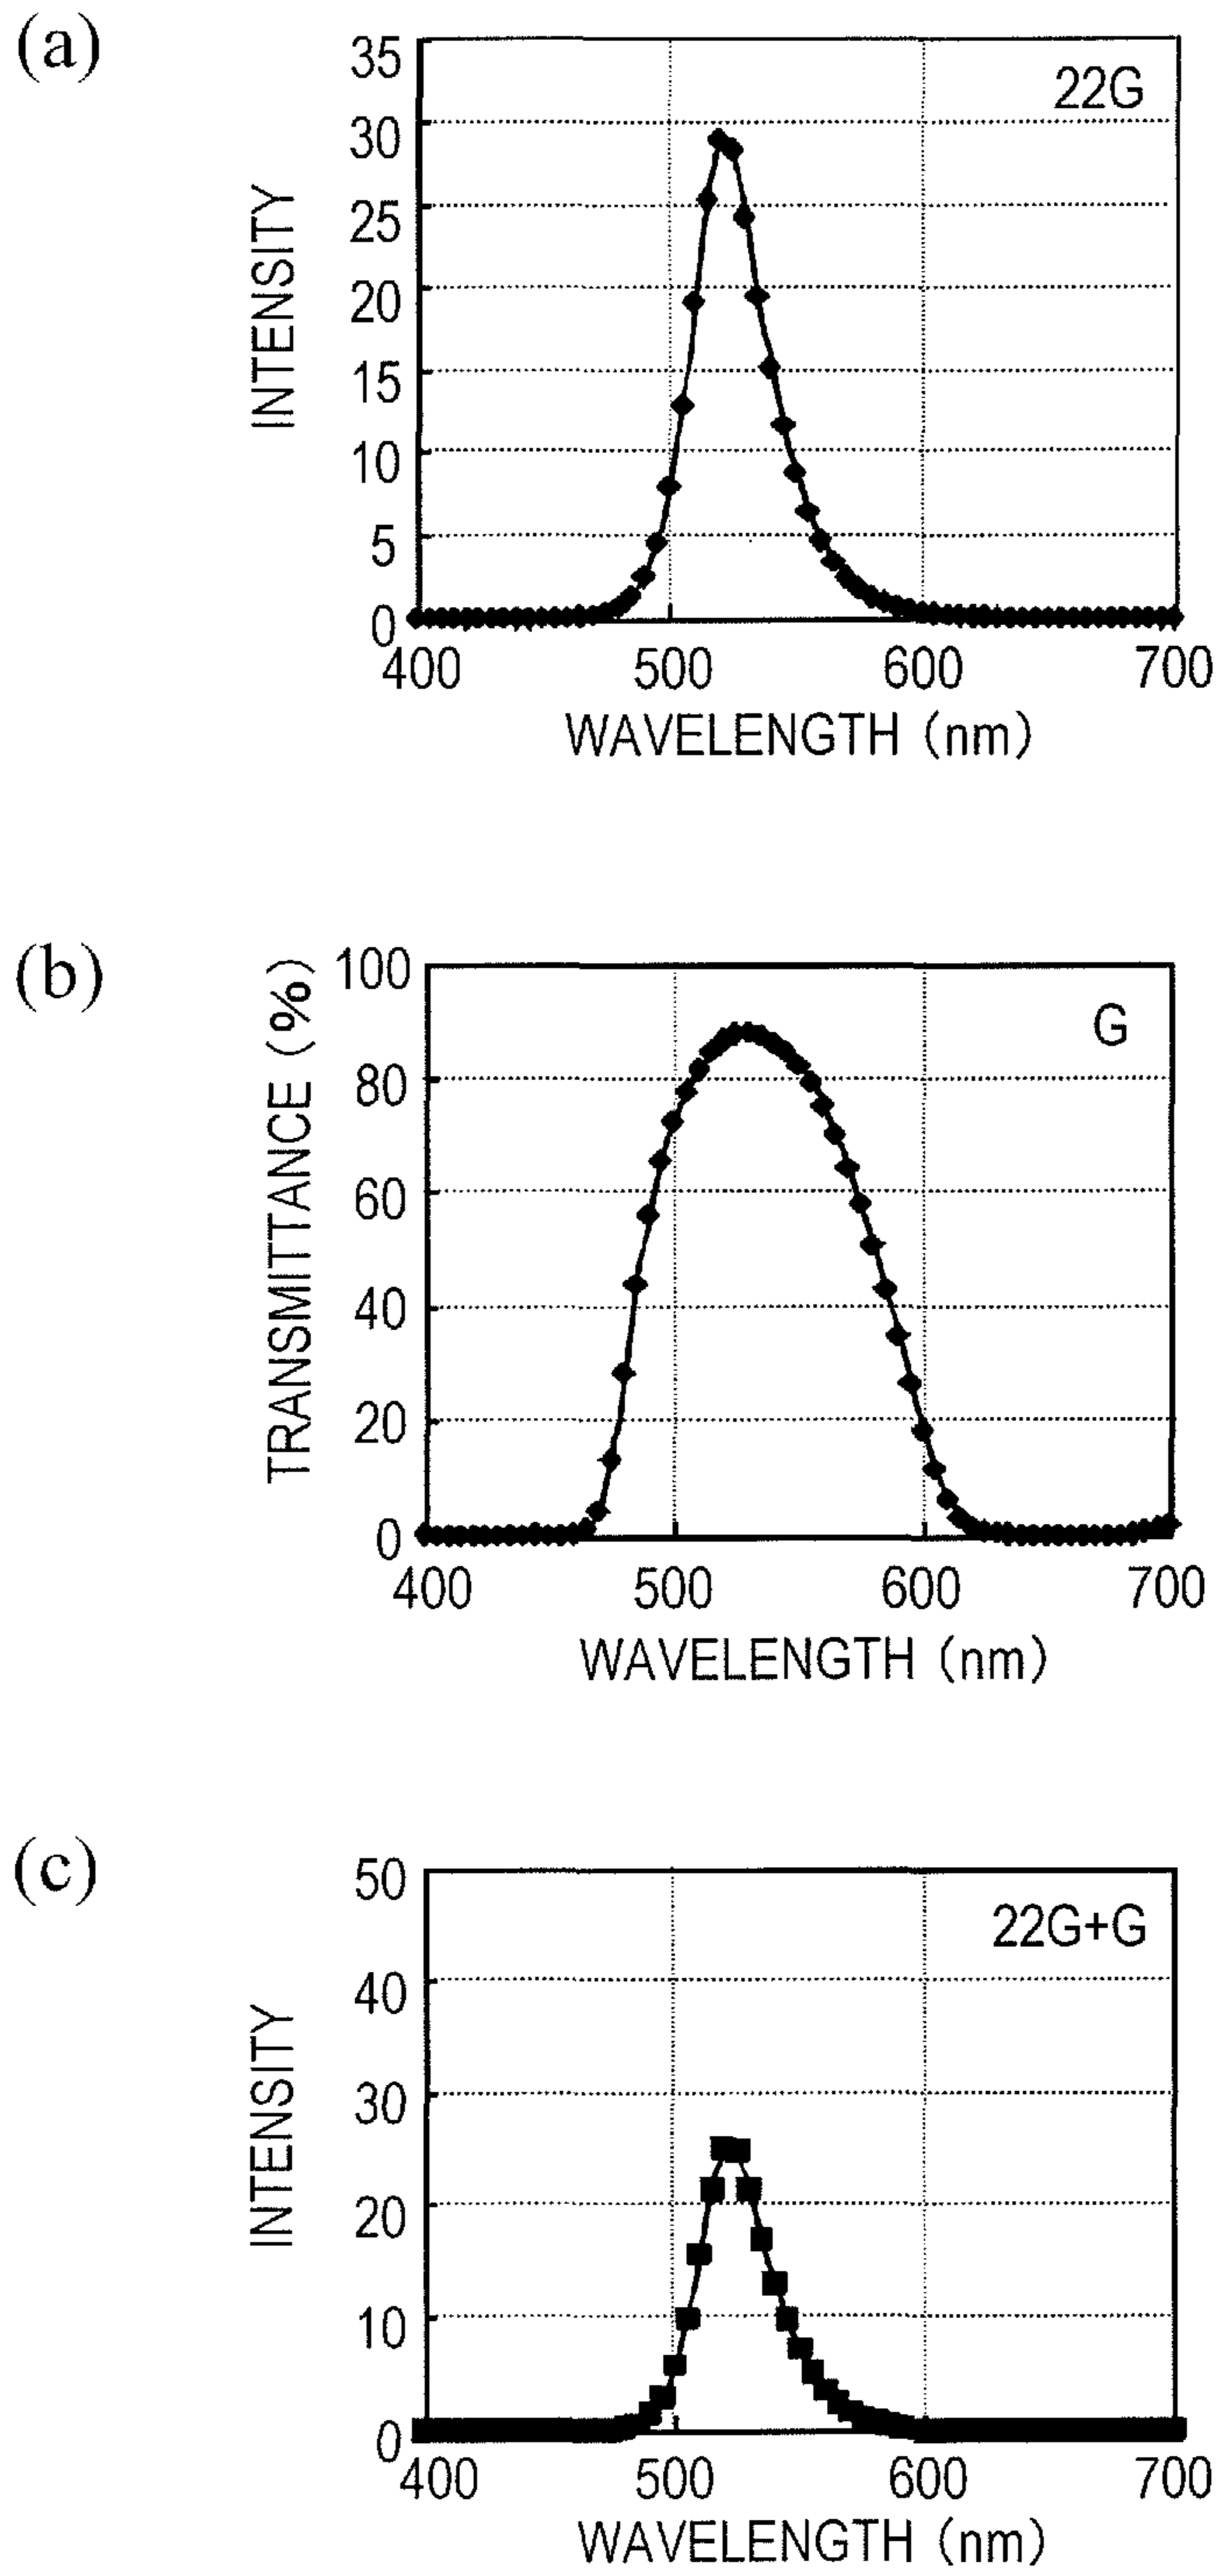 (a)
22G
INTENSITY
35
30
25
20
15
10
5
0
400 500 600 700
WAVELENGTH (nm)
(b)
G
TRANSMITTANCE (%)
100
80
60
40
20
0
400 500 600 700
WAVELENGTH (nm)
(c)
22G+G
INTENSITY
50
40
30
20
10
0
400 500 600 700
WAVELENGTH (nm)